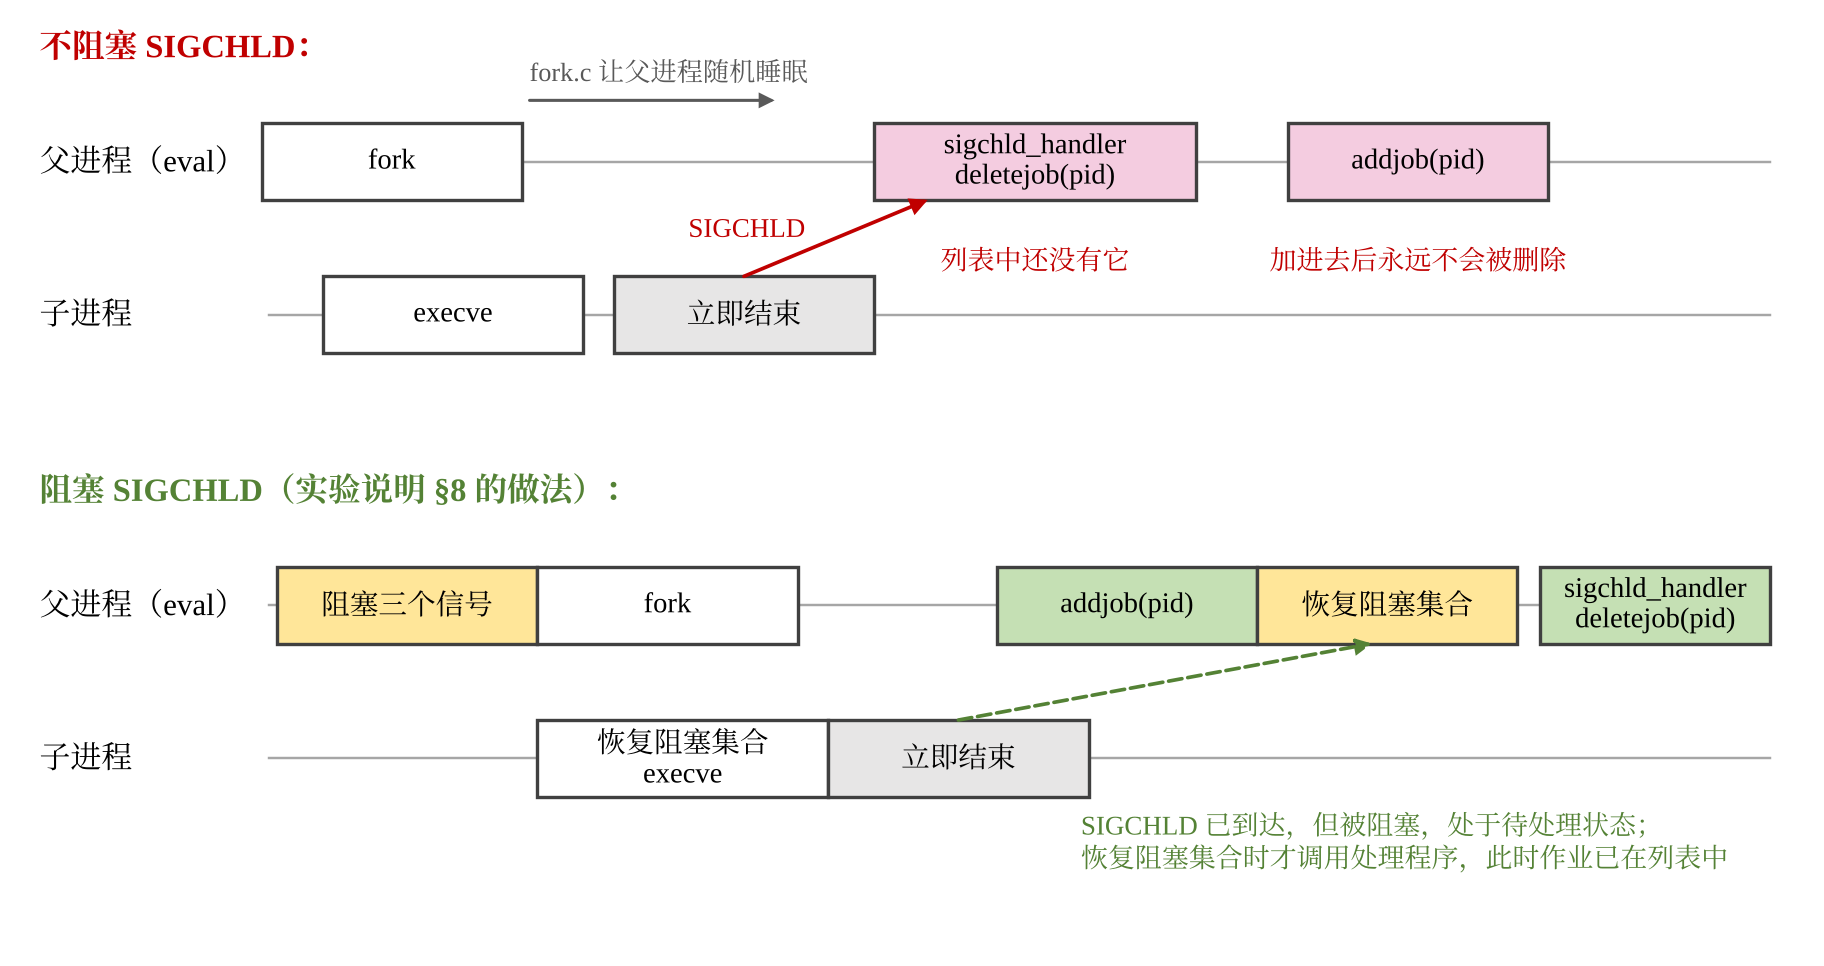 不阻塞 SIGCHLD：
fork.c 让父进程随机睡眠
父进程（eval）
fork
sigchld_handler
deletejob(pid)
addjob(pid)
SIGCHLD
列表中还没有它
加进去后永远不会被删除
子进程
execve
立即结束
阻塞 SIGCHLD（实验说明 §8 的做法）：
父进程（eval）
阻塞三个信号
fork
addjob(pid)
恢复阻塞集合
sigchld_handler
deletejob(pid)
子进程
恢复阻塞集合
execve
立即结束
SIGCHLD 已到达，但被阻塞，处于待处理状态；
恢复阻塞集合时才调用处理程序，此时作业已在列表中